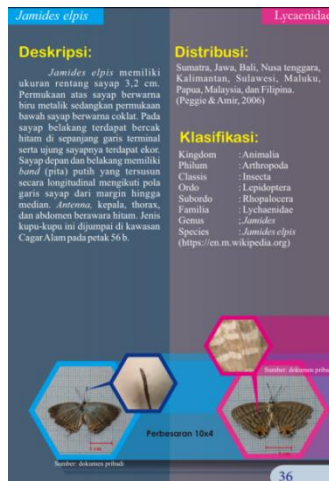 Jamides elpis
Lycaenidae
Deskripsi:
Jamides elpis memiliki
ukuran rentang sayap 3,2 cm.
Permukaan atas sayap berwarna
biru metalik sedangkan permukaan
bawah sayap berwarna coklat. Pada
sayap belakang terdapat bercak
hitam di sepanjang garis terminal
serta ujung sayapnya terdapat ekor.
Sayap depan dan belakang memiliki
band (pita) putih yang tersusun
secara longitudinal mengikuti pola
garis sayap dari margin hingga
median. Antenna, kepala, thorax,
dan abdomen berawara hitam. Jenis
kupu-kupu ini dijumpai di kawasan
Cagar Alam pada petak 56 b.
Distribusi:
Sumatra, Jawa, Bali, Nusa tenggara,
Kalimantan, Sulawesi, Maluku,
Papua, Malaysia, dan Filipina.
(Peggie & Amir, 2006)
Klasifikasi:
Kingdom :Animalia
Philum :Arthropoda
Classis :Insecta
Ordo :Lepidoptera
Subordo :Rhopalocera
Familia :Lychaenidae
Genus :Jamides
Species :Jamides elpis
(https://en.m.wikipedia.org)
Sumber: dokumen pribadi
Perbesaran 10x4
1 cm
Sumber: dokumen pribadi
36